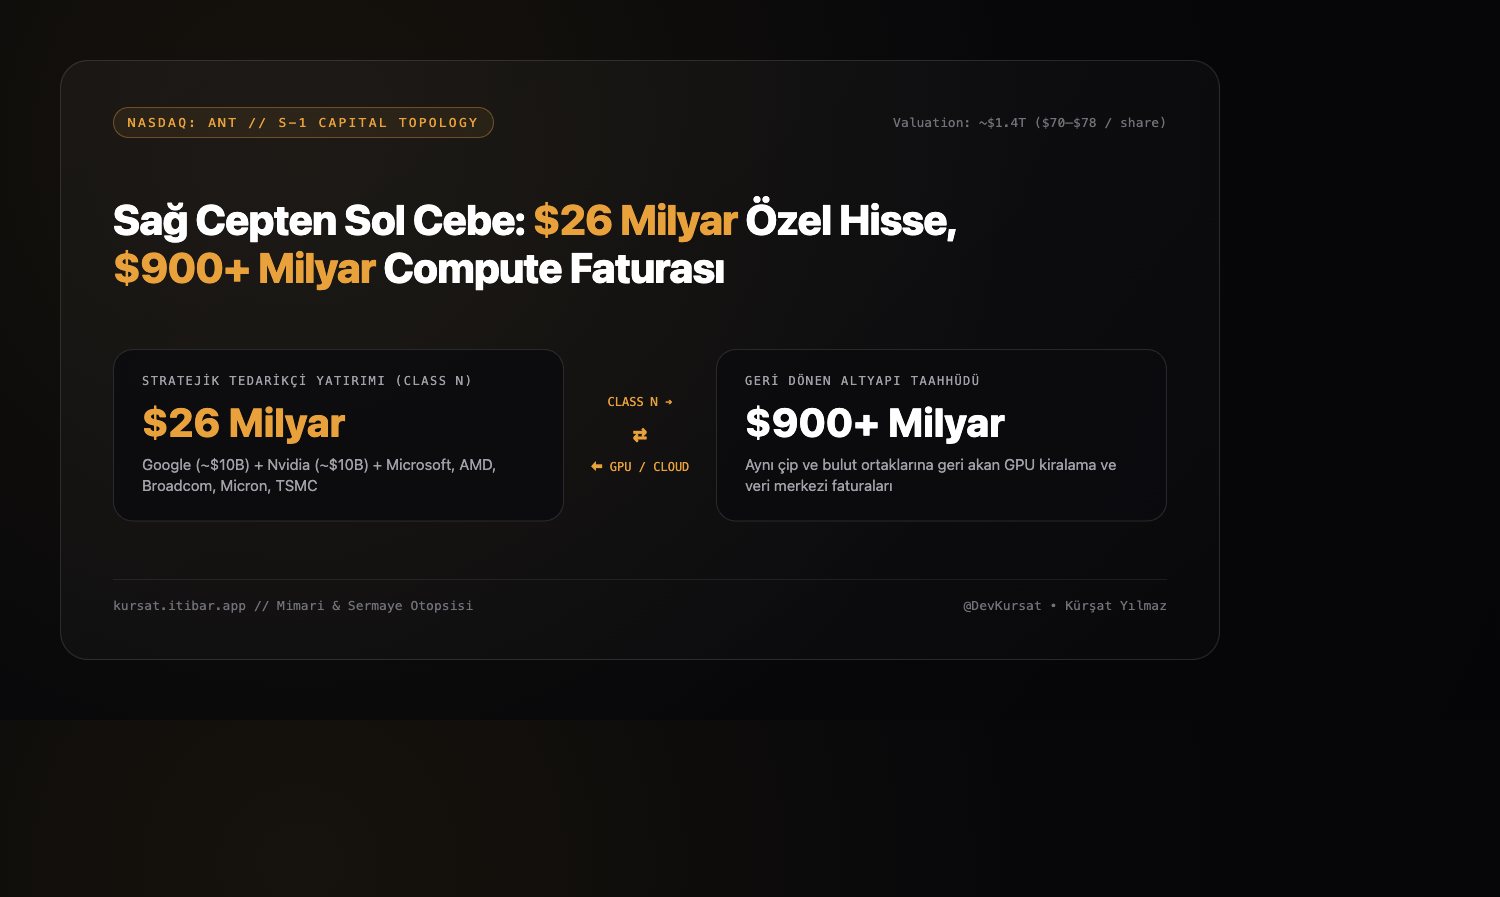 NASDAQ: ANT // S-1 CAPITAL TOPOLOGY
Valuation: ~$1.4T ($70–$78 / share)
Sağ Cepten Sol Cebe: $26 Milyar Özel Hisse,
$900+ Milyar Compute Faturası
STRATEJİK TEDARİKÇİ YATIRIMI (CLASS N)
$26 Milyar
Google (~$10B) + Nvidia (~$10B) + Microsoft, AMD,
Broadcom, Micron, TSMC
CLASS N ➔
⇄
⬅ GPU / CLOUD
GERİ DÖNEN ALTYAPI TAAHHÜDÜ
$900+ Milyar
Aynı çip ve bulut ortaklarına geri akan GPU kiralama ve
veri merkezi faturaları
kursat.itibar.app // Mimari & Sermaye Otopsisi
@DevKursat • Kürşat Yılmaz